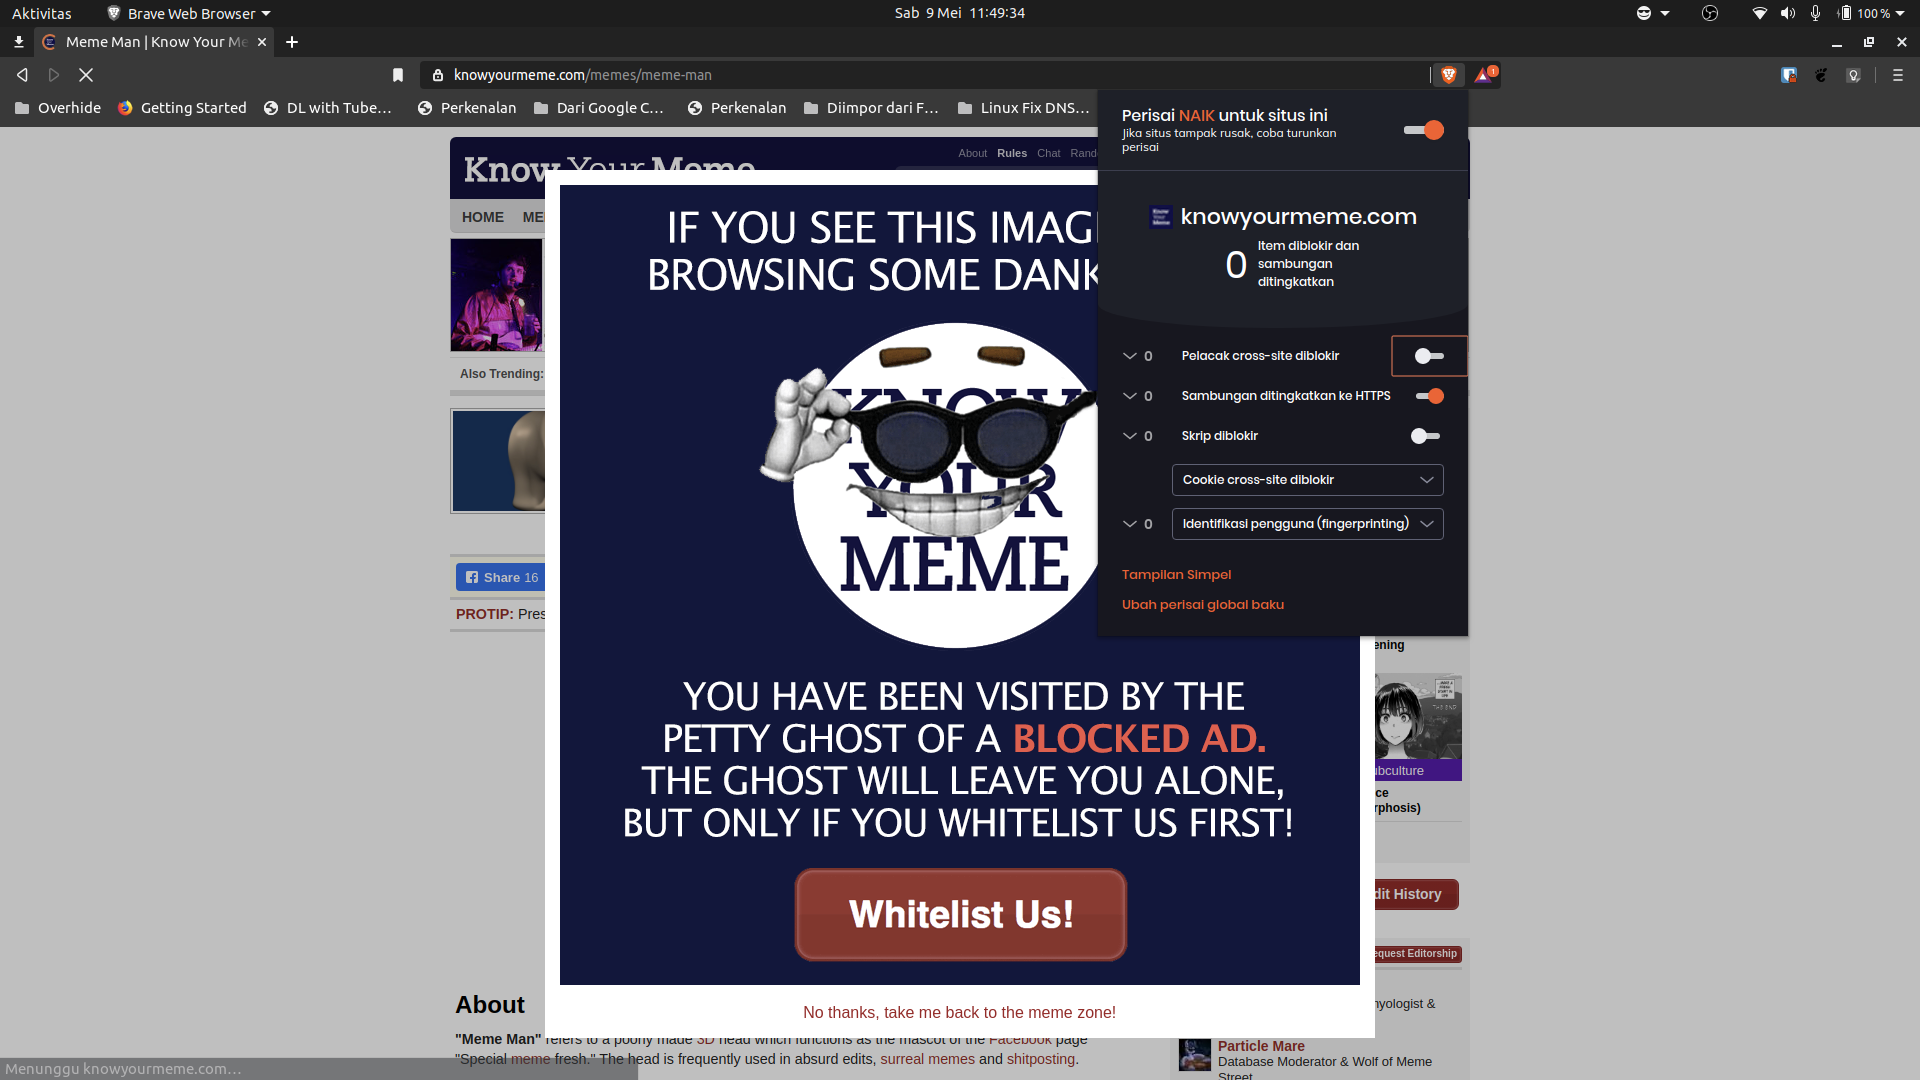 Aktivitas
Brave Web Browser
Sab 9 Mei 11:49:34
100 %
Meme Man | Know Your Me
knowyourmeme.com/memes/meme-man
1
Overhide
Getting Started
DL with Tube…
Perkenalan
Dari Google C…
Perkenalan
Diimpor dari F…
Linux Fix DNS…
Perisai NAIK untuk situs ini
Jika situs tampak rusak, coba turunkan
perisai
Know Your Meme
About Rules Chat Rand
HOME ME
knowyourmeme.com
0
Item diblokir dan
sambungan
ditingkatkan
0 Pelacak cross-site diblokir
0 Sambungan ditingkatkan ke HTTPS
0 Skrip diblokir
Cookie cross-site diblokir
0 Identifikasi pengguna (fingerprinting)
Tampilan Simpel
Ubah perisai global baku
IF YOU SEE THIS IMAG
BROWSING SOME DANK
KNOW
YOUR
MEME
YOU HAVE BEEN VISITED BY THE
PETTY GHOST OF A BLOCKED AD.
THE GHOST WILL LEAVE YOU ALONE,
BUT ONLY IF YOU WHITELIST US FIRST!
Whitelist Us!
No thanks, take me back to the meme zone!
Also Trending:
Share 16
PROTIP: Pres
ening
THE END
ubculture
ce
rphosis)
dit History
equest Editorship
nyologist &
Particle Mare
Database Moderator & Wolf of Meme
Street
About
"Meme Man" refers to a poorly made 3D head which functions as the mascot of the Facebook page
"Special meme fresh." The head is frequently used in absurd edits, surreal memes and shitposting.
Menunggu knowyourmeme.com…